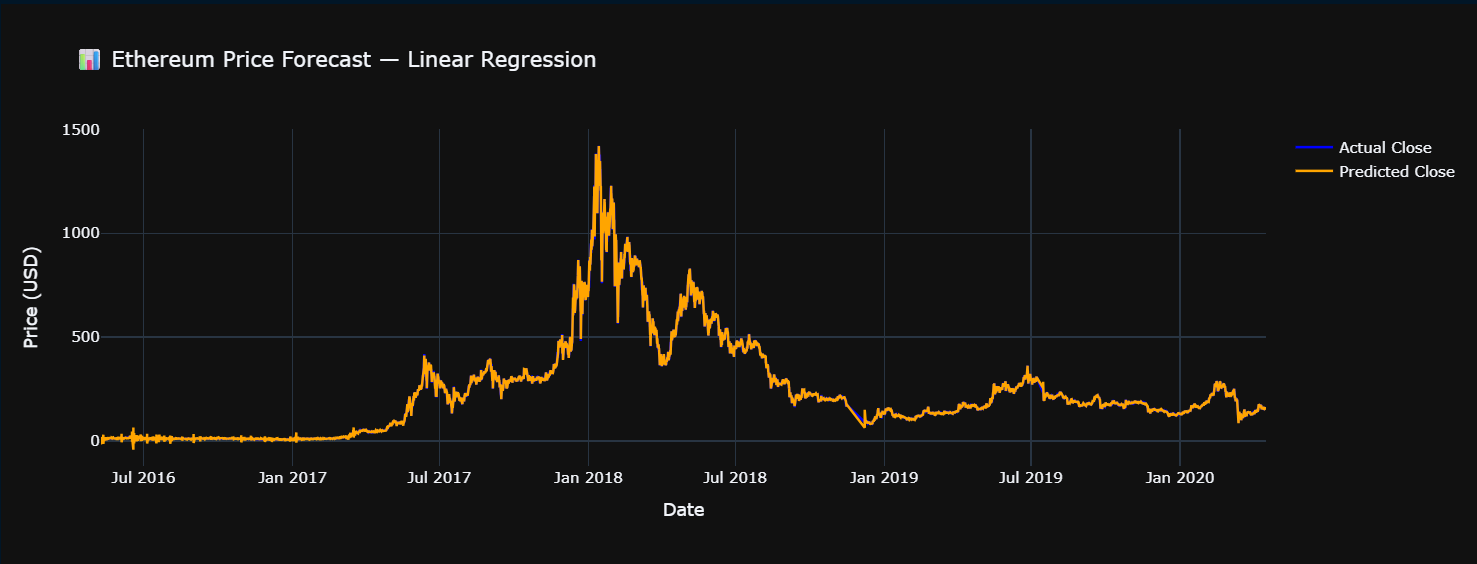 📊 Ethereum Price Forecast — Linear Regression
1500
1000
500
0
Price (USD)
Jul 2016
Jan 2017
Jul 2017
Jan 2018
Jul 2018
Jan 2019
Jul 2019
Jan 2020
Date
Actual Close
Predicted Close